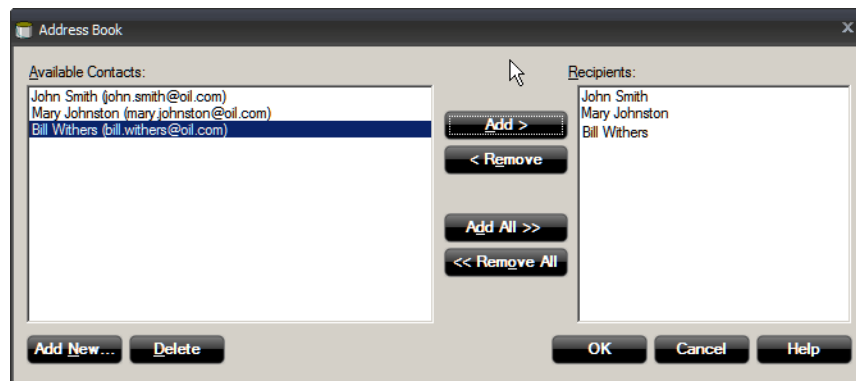 Address Book
x
Available Contacts:
John Smith (john.smith@oil.com)
Mary Johnston (mary.johnston@oil.com)
Bill Withers (bill.withers@oil.com)
Add >
< Remove
Add All >>
<< Remove All
Recipients:
John Smith
Mary Johnston
Bill Withers
Add New...
Delete
OK
Cancel
Help